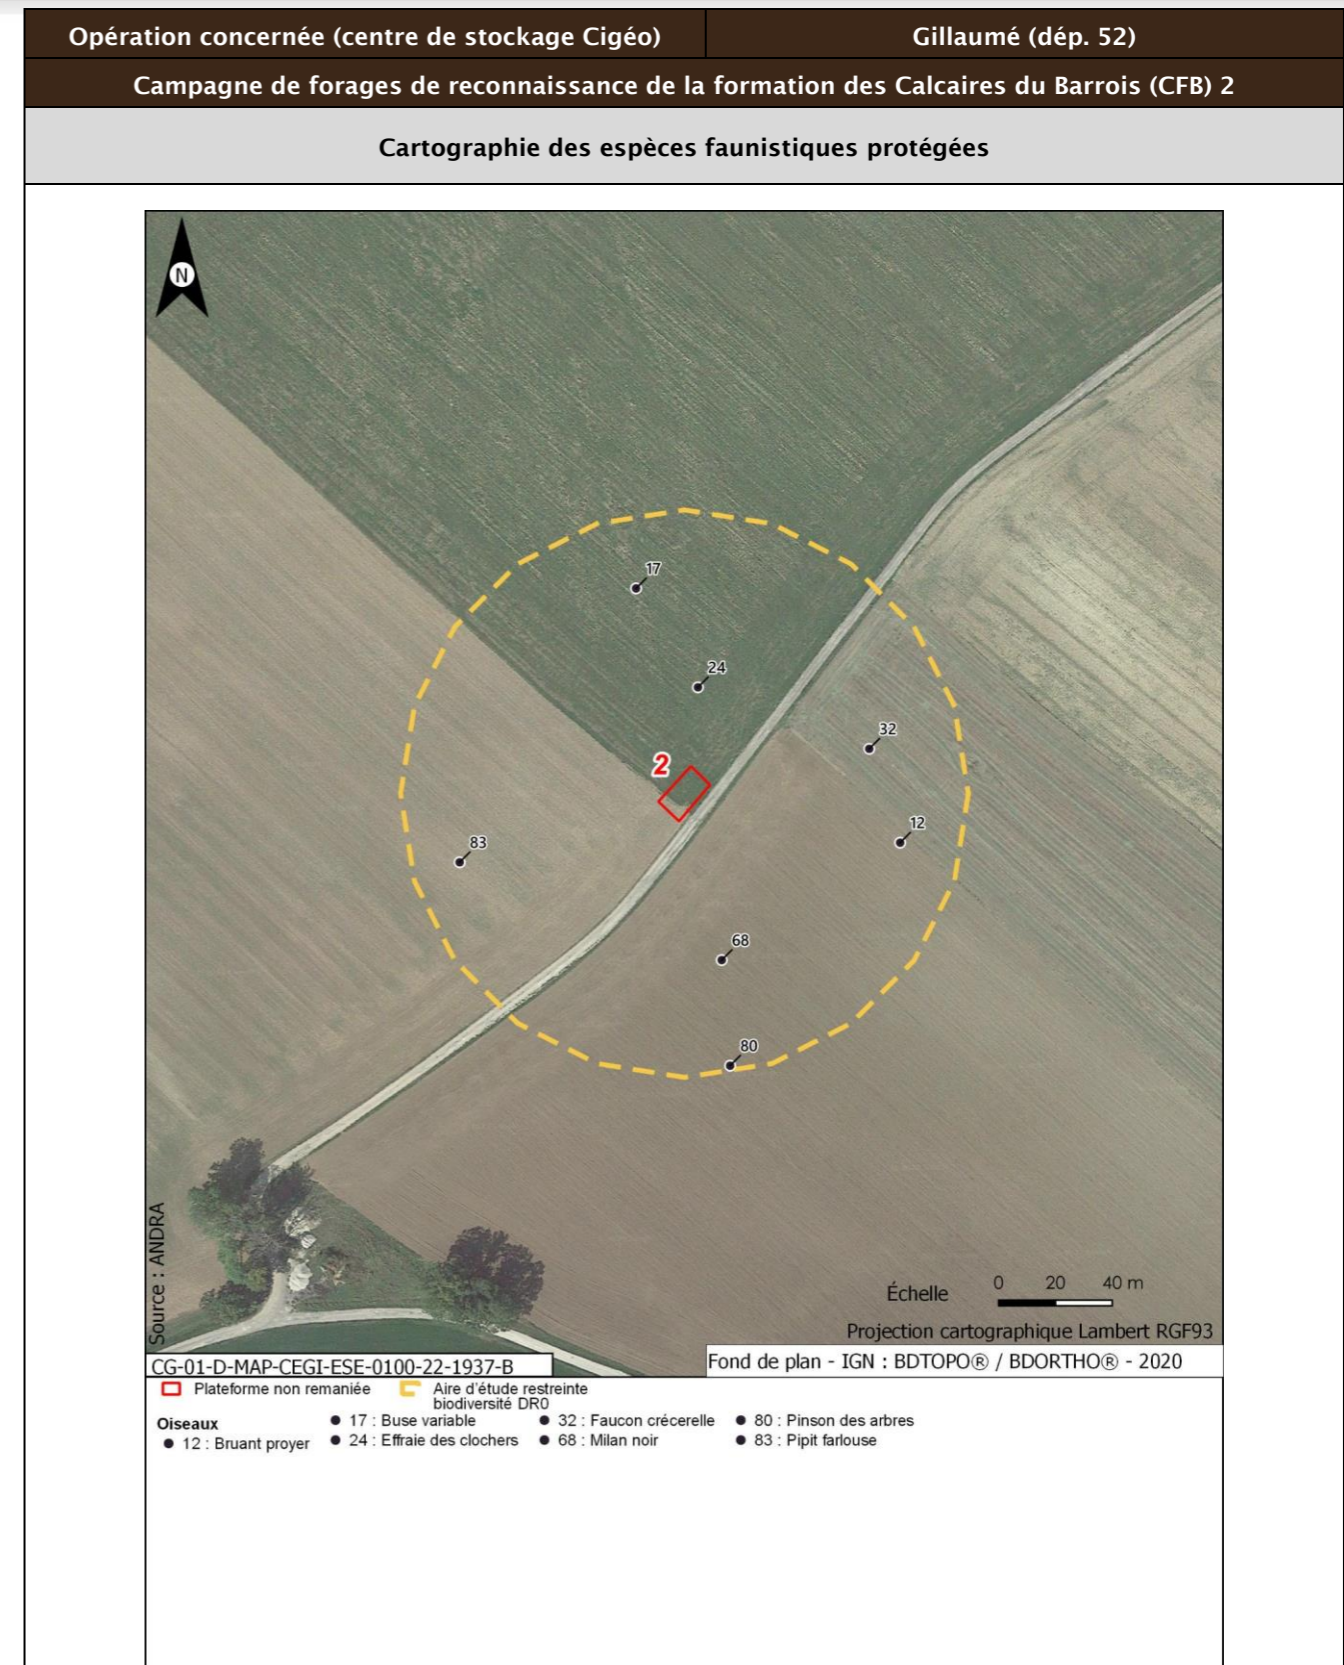 Opération concernée (centre de stockage Cigéo) Gillaumé (dép. 52)
Campagne de forages de reconnaissance de la formation des Calcaires du Barrois (CFB) 2
Cartographie des espèces faunistiques protégées
N
17
24
32
2
12
83
68
80
Source : ANDRA
Échelle 0 20 40 m
Projection cartographique Lambert RGF93
CG-01-D-MAP-CEGI-ESE-0100-22-1937-B
Fond de plan - IGN : BDTOPO® / BDORTHO® - 2020
Plateforme non remaniée
Aire d'étude restreinte
biodiversité DR0
Oiseaux
12 : Bruant proyer
17 : Buse variable
24 : Effraie des clochers
32 : Faucon crécerelle
68 : Milan noir
80 : Pinson des arbres
83 : Pipit farlouse